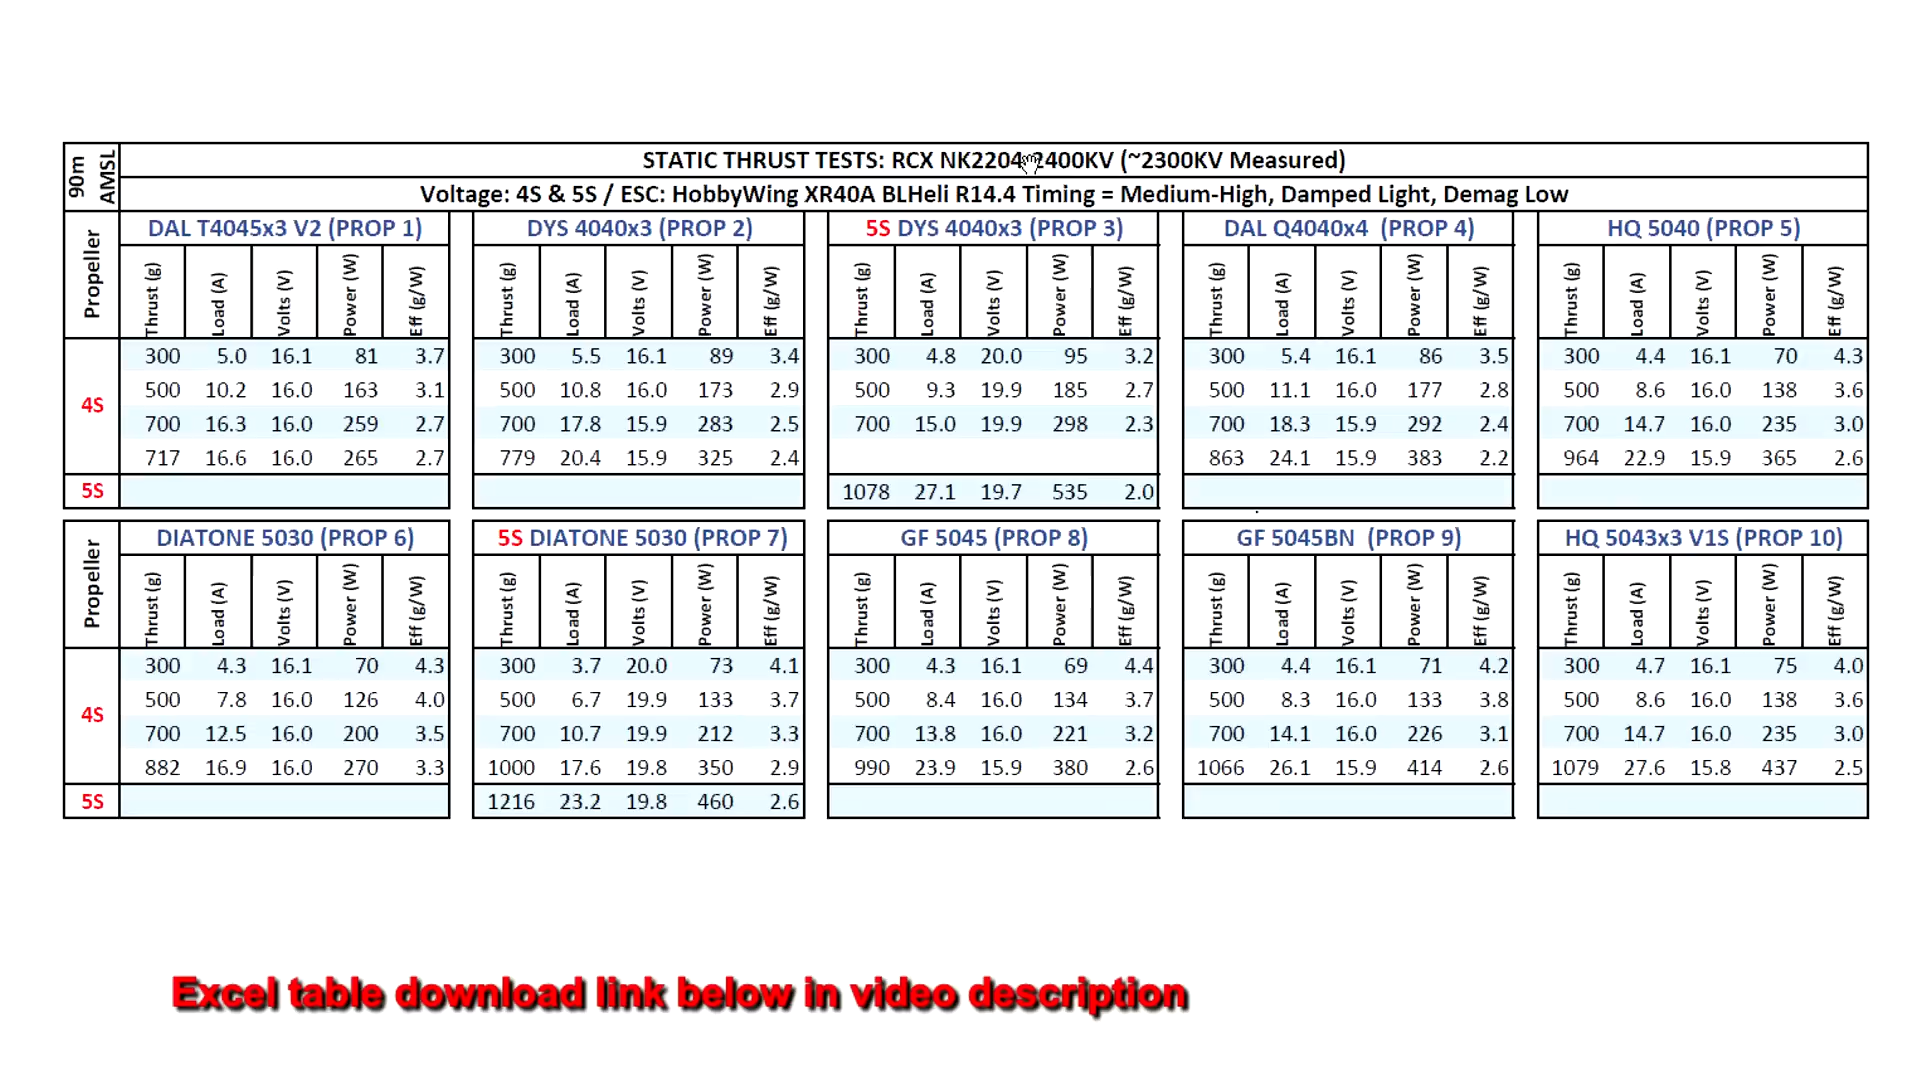 90m AMSL
STATIC THRUST TESTS: RCX NK2204-2400KV (~2300KV Measured)
Voltage: 4S & 5S / ESC: HobbyWing XR40A BLHeli R14.4 Timing = Medium-High, Damped Light, Demag Low
Propeller DAL T4045x3 V2 (PROP 1) DYS 4040x3 (PROP 2) 5S DYS 4040x3 (PROP 3) DAL Q4040x4 (PROP 4) HQ 5040 (PROP 5)
Thrust (g) Load (A) Volts (V) Power (W) Eff (g/W) Thrust (g) Load (A) Volts (V) Power (W) Eff (g/W) Thrust (g) Load (A) Volts (V) Power (W) Eff (g/W) Thrust (g) Load (A) Volts (V) Power (W) Eff (g/W) Thrust (g) Load (A) Volts (V) Power (W) Eff (g/W)
4S
300 5.0 16.1 81 3.7 300 5.5 16.1 89 3.4 300 4.8 20.0 95 3.2 300 5.4 16.1 86 3.5 300 4.4 16.1 70 4.3
500 10.2 16.0 163 3.1 500 10.8 16.0 173 2.9 500 9.3 19.9 185 2.7 500 11.1 16.0 177 2.8 500 8.6 16.0 138 3.6
700 16.3 16.0 259 2.7 700 17.8 15.9 283 2.5 700 15.0 19.9 298 2.3 700 18.3 15.9 292 2.4 700 14.7 16.0 235 3.0
717 16.6 16.0 265 2.7 779 20.4 15.9 325 2.4 863 24.1 15.9 383 2.2 964 22.9 15.9 365 2.6
5S 1078 27.1 19.7 535 2.0
Propeller DIATONE 5030 (PROP 6) 5S DIATONE 5030 (PROP 7) GF 5045 (PROP 8) GF 5045BN (PROP 9) HQ 5043x3 V1S (PROP 10)
Thrust (g) Load (A) Volts (V) Power (W) Eff (g/W) Thrust (g) Load (A) Volts (V) Power (W) Eff (g/W) Thrust (g) Load (A) Volts (V) Power (W) Eff (g/W) Thrust (g) Load (A) Volts (V) Power (W) Eff (g/W) Thrust (g) Load (A) Volts (V) Power (W) Eff (g/W)
4S
300 4.3 16.1 70 4.3 300 3.7 20.0 73 4.1 300 4.3 16.1 69 4.4 300 4.4 16.1 71 4.2 300 4.7 16.1 75 4.0
500 7.8 16.0 126 4.0 500 6.7 19.9 133 3.7 500 8.4 16.0 134 3.7 500 8.3 16.0 133 3.8 500 8.6 16.0 138 3.6
700 12.5 16.0 200 3.5 700 10.7 19.9 212 3.3 700 13.8 16.0 221 3.2 700 14.1 16.0 226 3.1 700 14.7 16.0 235 3.0
882 16.9 16.0 270 3.3 1000 17.6 19.8 350 2.9 990 23.9 15.9 380 2.6 1066 26.1 15.9 414 2.6 1079 27.6 15.8 437 2.5
5S 1216 23.2 19.8 460 2.6
Excel table download link below in video description